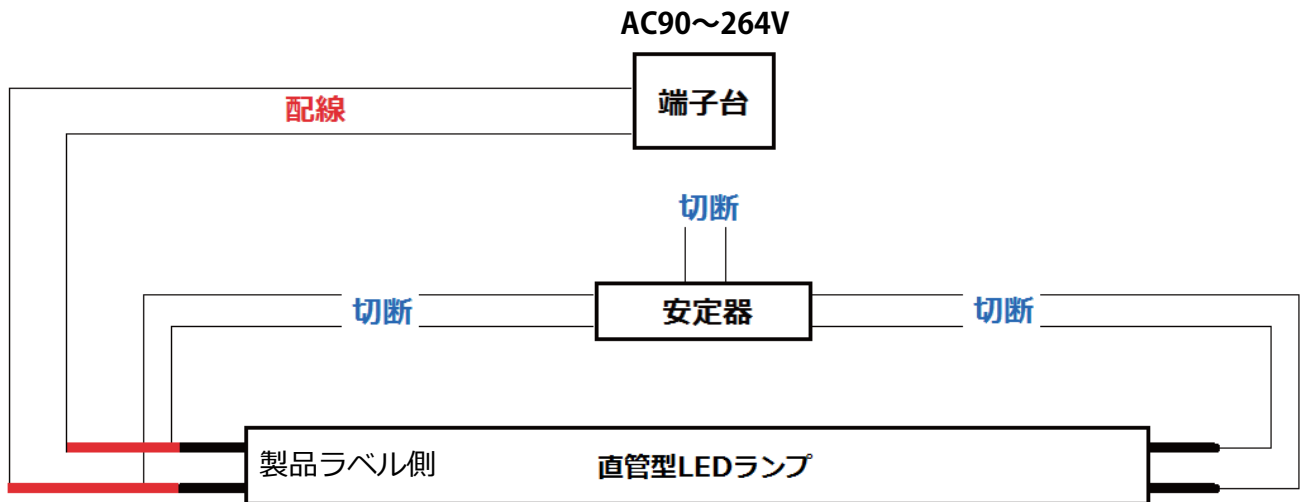 AC90～264V
端子台
配線
切断
切断
安定器
切断
製品ラベル側
直管型LEDランプ